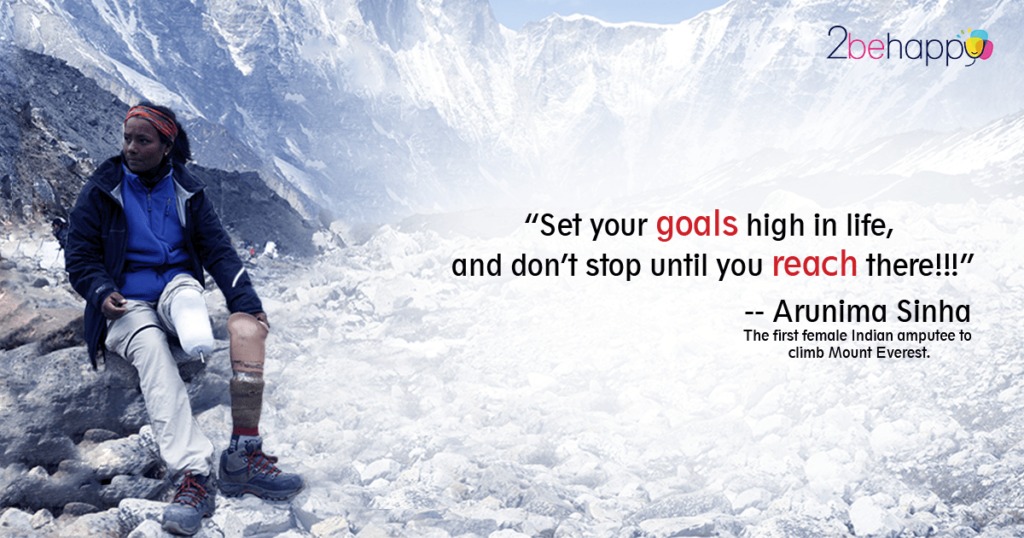 2behappy
“Set your goals high in life,
and don’t stop until you reach there!!!”
-- Arunima Sinha
The first female Indian amputee to
climb Mount Everest.